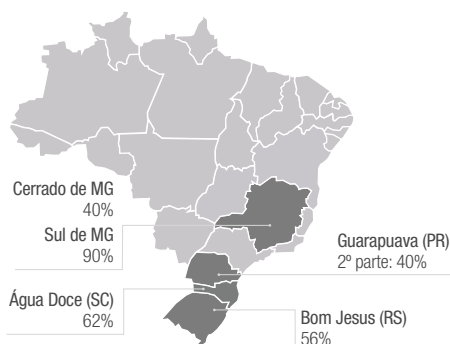 Cerrado de MG
40%
Sul de MG
90%
Guarapuava (PR)
2º parte: 40%
Água Doce (SC)
62%
Bom Jesus (RS)
56%